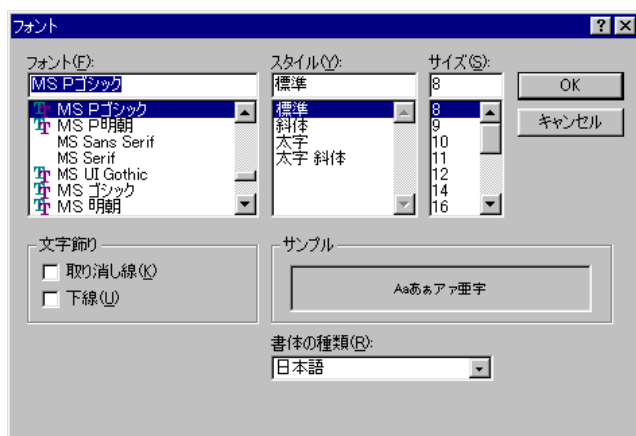 フォント
フォント(F):
MS Pゴシック
MS Pゴシック
MS P明朝
MS Sans Serif
MS Serif
MS UI Gothic
MS ゴシック
MS 明朝
スタイル(Y):
標準
標準
斜体
太字
太字 斜体
サイズ(S):
8
8
9
10
11
12
14
16
OK
キャンセル
文字飾り
取り消し線(K)
下線(U)
サンプル
Aaあぁアァ亜宇
書体の種類(R):
日本語